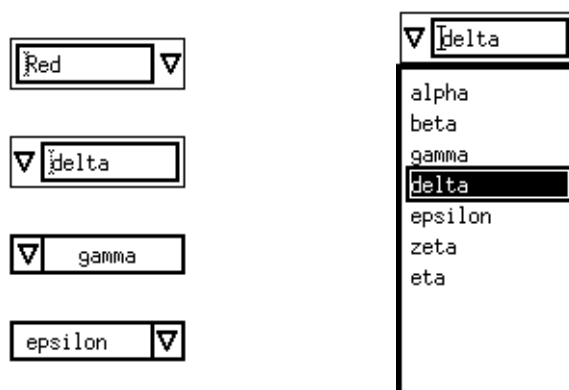 Red
delta
gamma
epsilon
delta
alpha
beta
gamma
delta
epsilon
zeta
eta